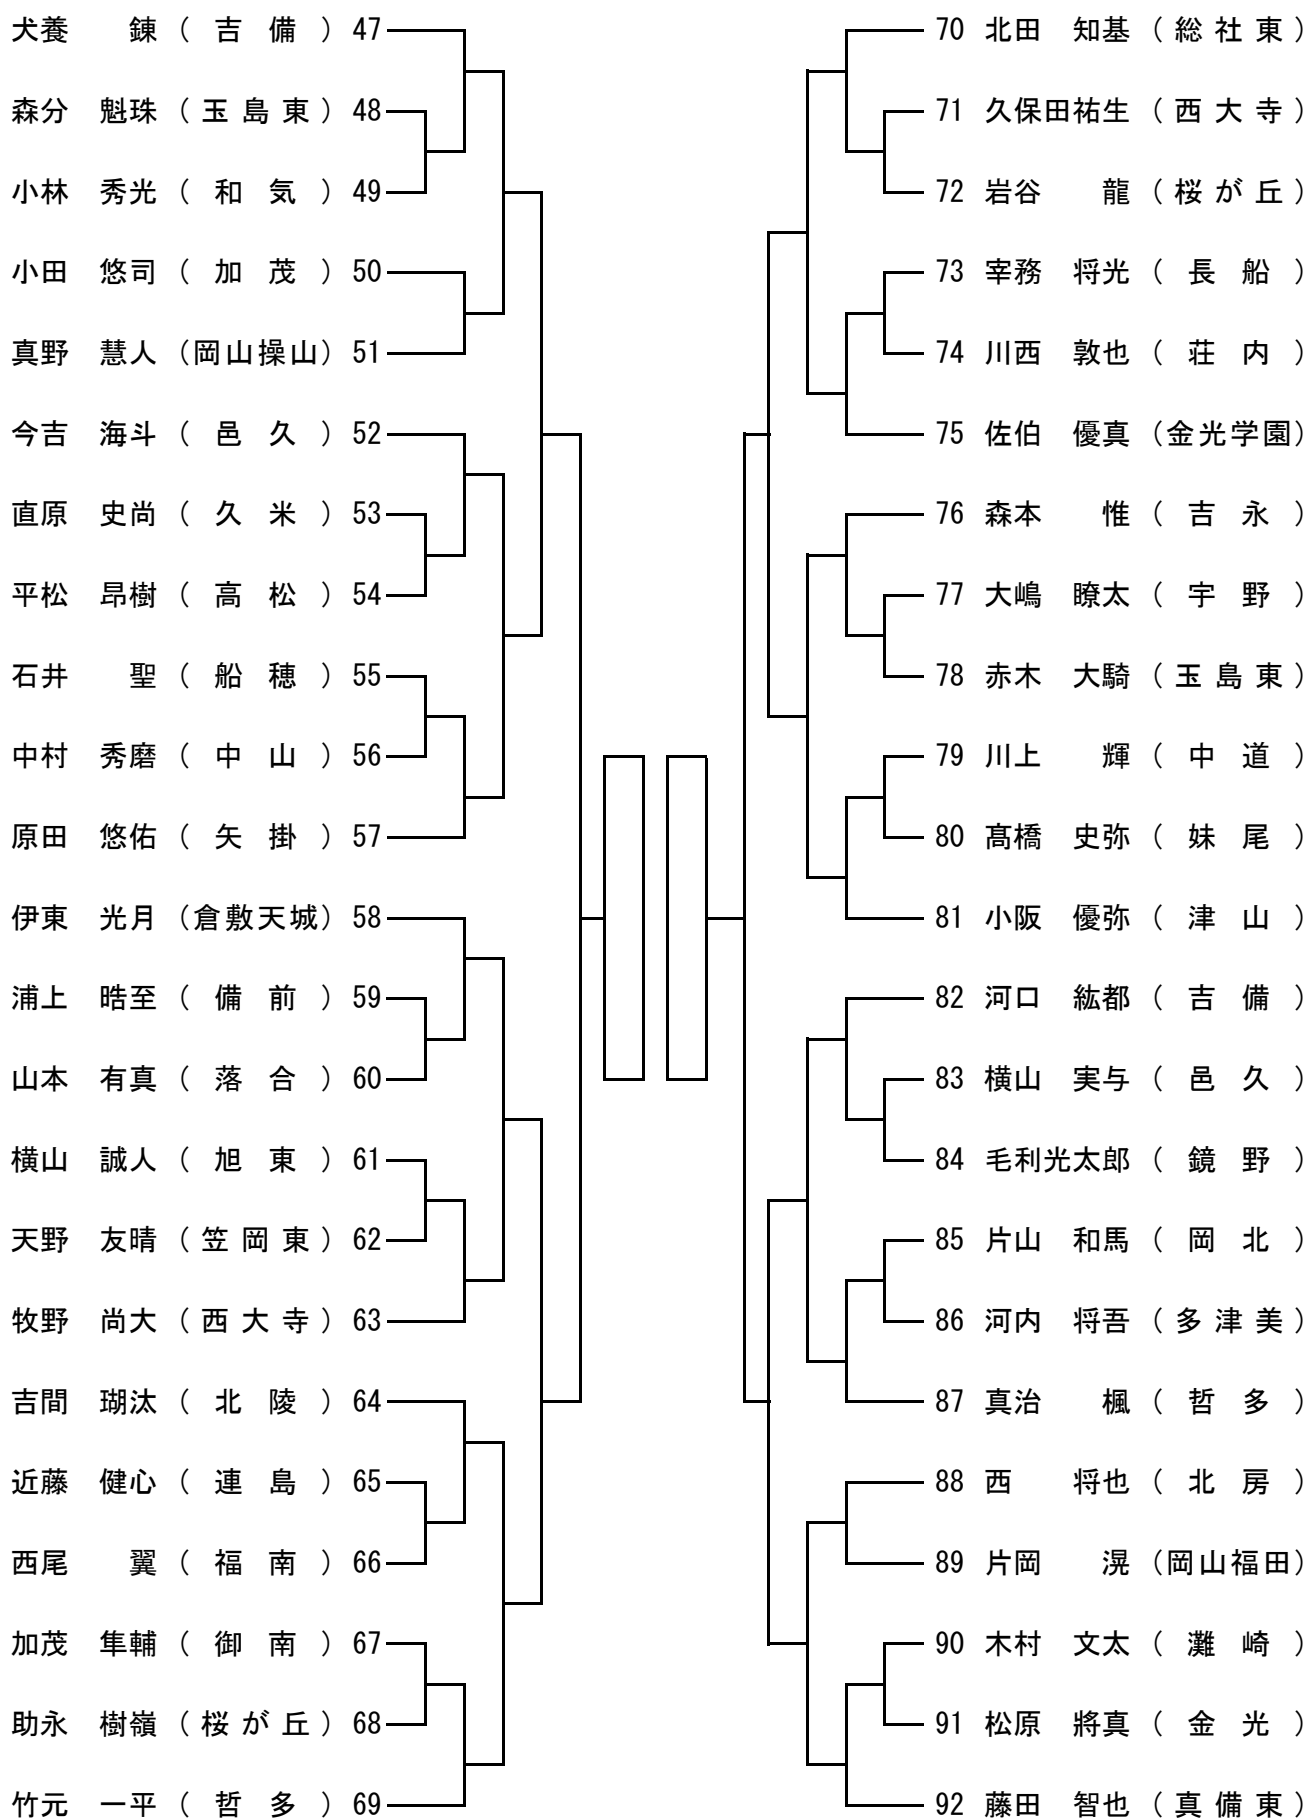 犬養　錬（吉備）47
森分　魁珠（玉島東）48
小林　秀光（和気）49
小田　悠司（加茂）50
真野　慧人（岡山操山）51
今吉　海斗（邑久）52
直原　史尚（久米）53
平松　昂樹（高松）54
石井　聖（船穂）55
中村　秀磨（中山）56
原田　悠佑（矢掛）57
伊東　光月（倉敷天城）58
浦上　晧至（備前）59
山本　有真（落合）60
横山　誠人（旭東）61
天野　友晴（笠岡東）62
牧野　尚大（西大寺）63
吉間　瑚汰（北陵）64
近藤　健心（連島）65
西尾　翼（福南）66
加茂　隼輔（御南）67
助永　樹嶺（桜が丘）68
竹元　一平（哲多）69
70 北田　知基（総社東）
71 久保田祐生（西大寺）
72 岩谷　龍（桜が丘）
73 宰務　将光（長船）
74 川西　敦也（荘内）
75 佐伯　優真（金光学園）
76 森本　惟（吉永）
77 大嶋　瞭太（宇野）
78 赤木　大騎（玉島東）
79 川上　輝（中道）
80 髙橋　史弥（妹尾）
81 小阪　優弥（津山）
82 河口　紘都（吉備）
83 横山　実与（邑久）
84 毛利光太郎（鏡野）
85 片山　和馬（岡北）
86 河内　将吾（多津美）
87 真治　楓（哲多）
88 西　将也（北房）
89 片岡　滉（岡山福田）
90 木村　文太（灘崎）
91 松原　將真（金光）
92 藤田　智也（真備東）